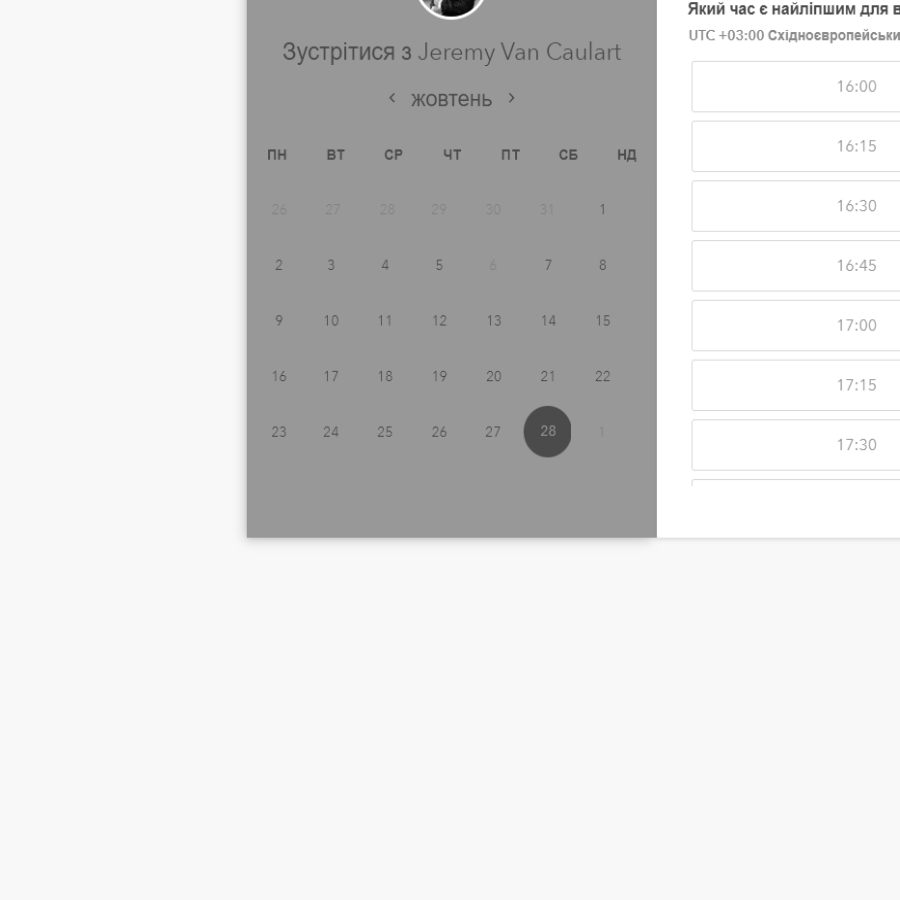 Зустрітися з Jeremy Van Caulart
жовтень
ПН ВТ СР ЧТ ПТ СБ НД
26 27 28 29 30 31 1
2 3 4 5 6 7 8
9 10 11 12 13 14 15
16 17 18 19 20 21 22
23 24 25 26 27 28 1
Який час є найліпшим для
UTC +03:00
16:00
16:15
16:30
16:45
17:00
17:15
17:30